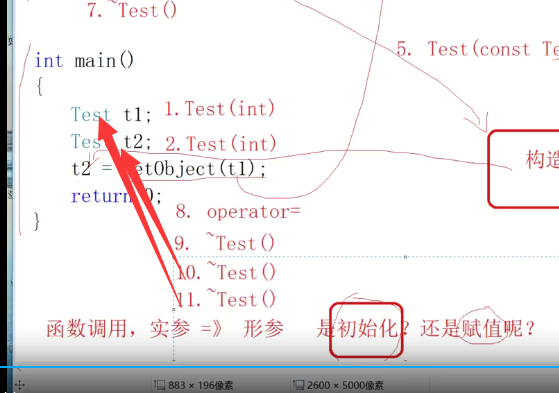 7. ~Test()
5. Test(const Te
int main()
{
Test t1; 1.Test(int)
Test t2; 2.Test(int)
构造
t2 = etObject(t1);
return 0;
8. operator=
}
9. ~Test()
10.~Test()
11.~Test()
函数调用，实参 =》 形参 是初始化？还是赋值呢？
883 × 196像素 2600 × 5000像素